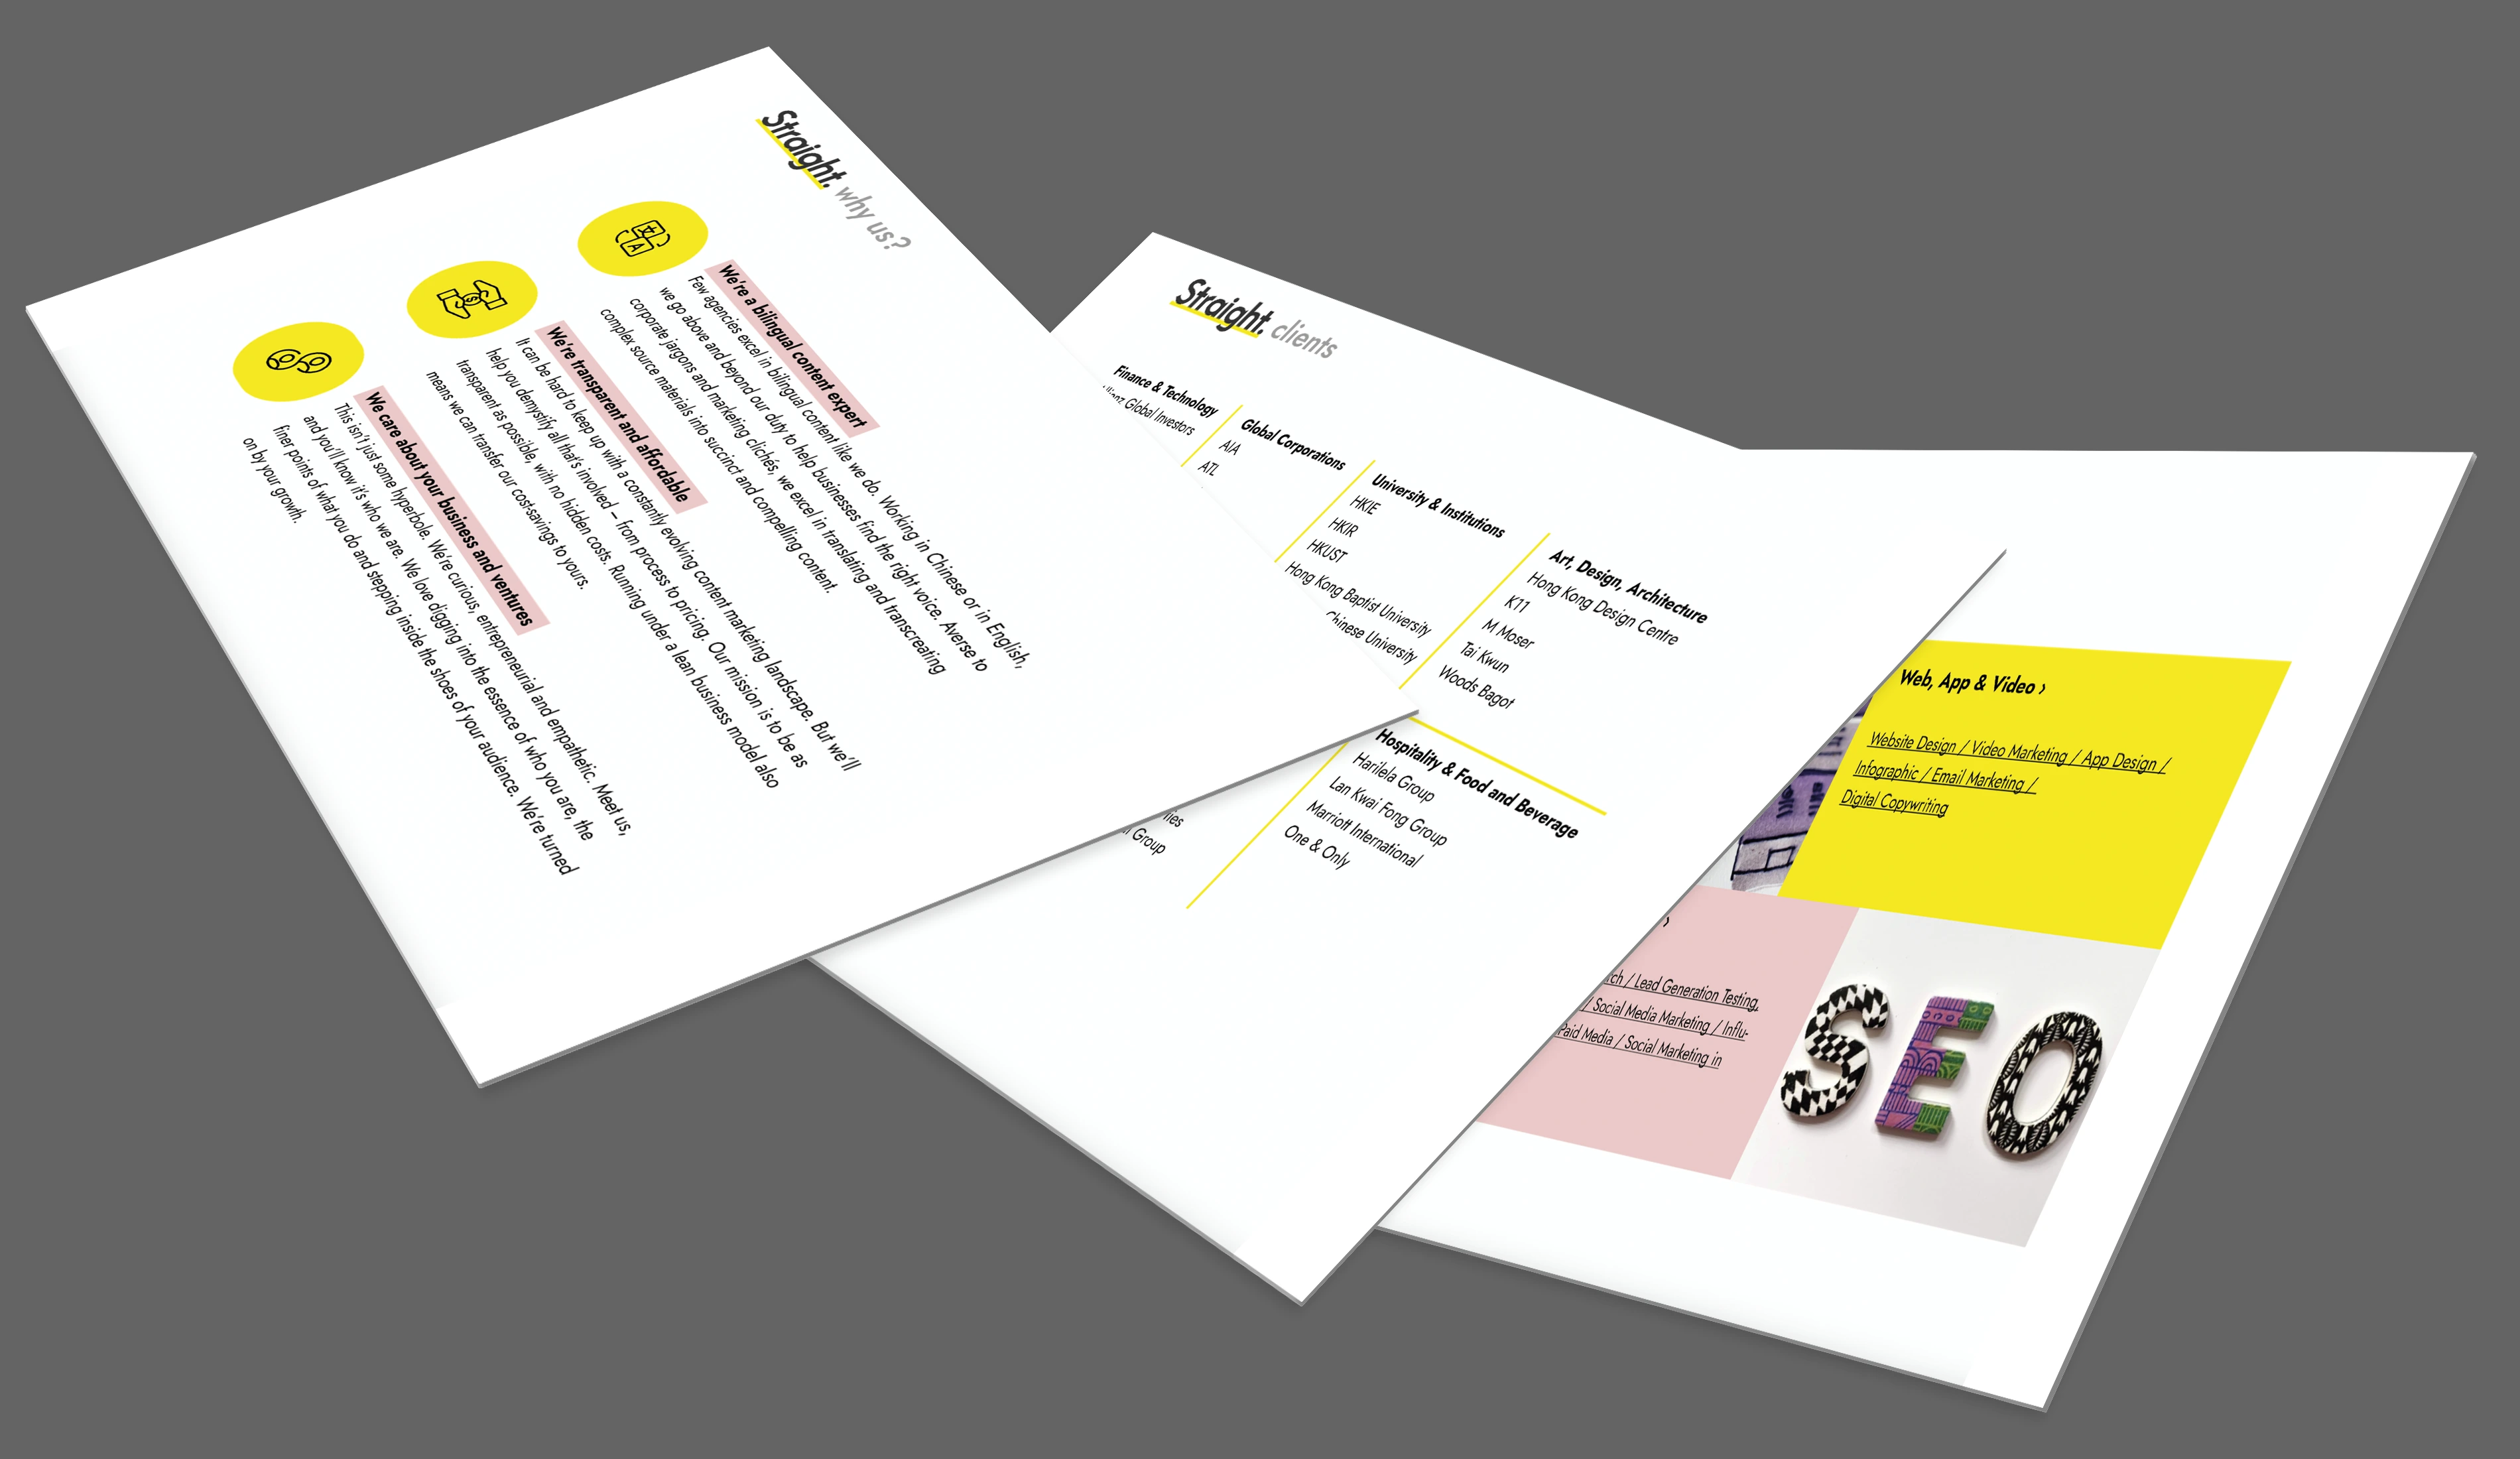 Straight. why us?
We're a bilingual content expert
Few agencies excel in bilingual content like we do. Working in Chinese or in English,
we go above and beyond our duty to help businesses find the right voice. Averse to
corporate jargons and marketing clichés, we excel in translating and transcreating
complex source materials into succinct and compelling content.
We're transparent and affordable
It can be hard to keep up with a constantly evolving content marketing landscape. But we'll
help you demystify all that's involved – from process to pricing. Our mission is to be as
transparent as possible, with no hidden costs. Running under a lean business model also
means we can transfer our cost-savings to yours.
We care about your business and ventures
This isn't just some hyperbole. We're curious, entrepreneurial and empathetic. Meet us,
and you'll know it's who we are. We love digging into the essence of who you are, the
finer points of what you do and stepping inside the shoes of your audience. We're turned
on by your growth.
Straight. clients
Finance & Technology
Global Investors
Global Corporations
AIA
ATL
University & Institutions
HKIE
HKIR
HKUST
Hong Kong Baptist University
Chinese University
Art, Design, Architecture
Hong Kong Design Centre
K11
M Moser
Tai Kwun
Woods Bagot
Group
Hospitality & Food and Beverage
Harilela Group
Lan Kwai Fong Group
Marriott International
One & Only
Web, App & Video ›
Website Design / Video Marketing / App Design /
Infographic / Email Marketing /
Digital Copywriting
›
/ Lead Generation Testing,
/ Social Media Marketing / Influ-
Paid Media / Social Marketing in
SEO